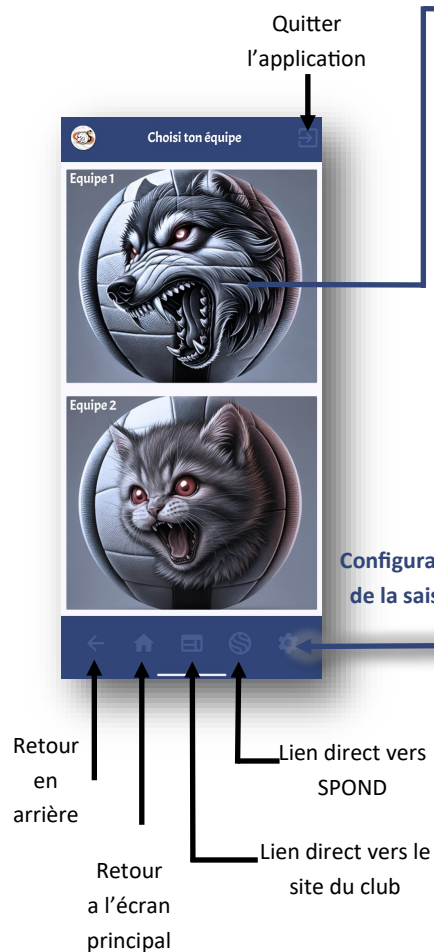 Quitter
l’application
Choisi ton équipe
Equipe 1
Equipe 2
Configura
de la sais
Retour
en
arrière
Lien direct vers
SPOND
Retour
a l’écran
principal
Lien direct vers le
site du club